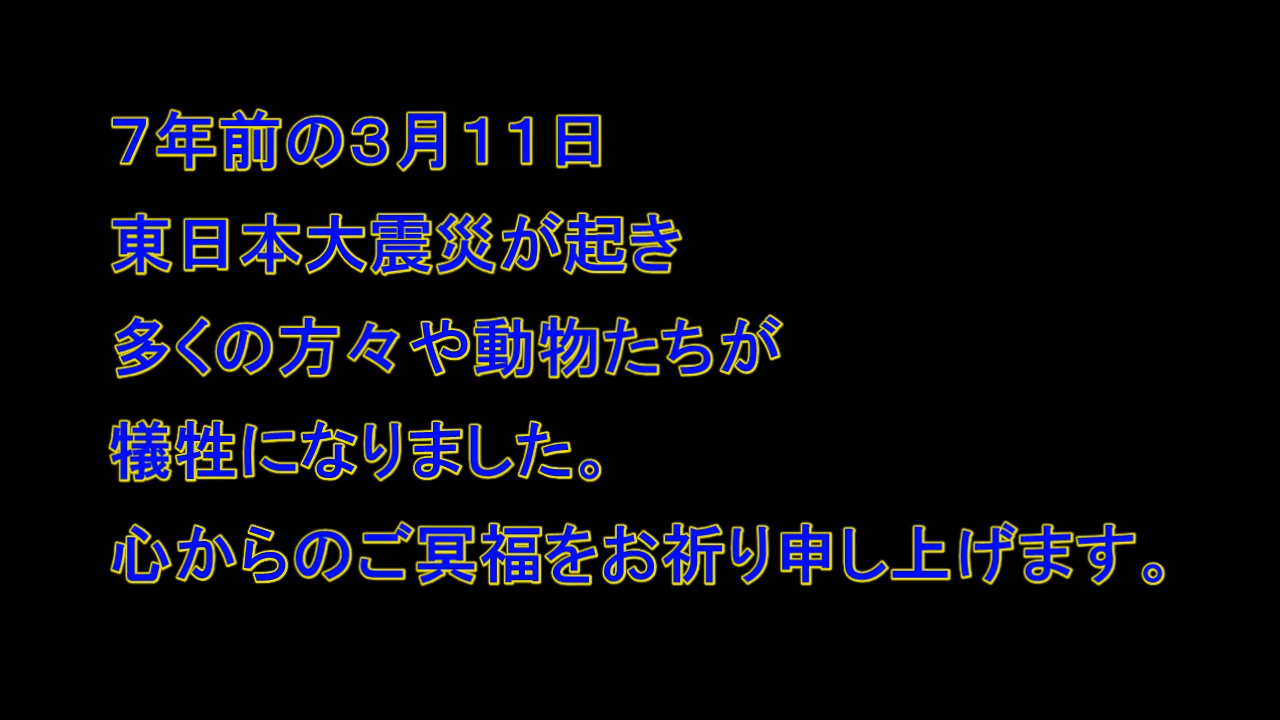 ７年前の３月１１日
東日本大震災が起き
多くの方々や動物たちが
犠牲になりました。
心からのご冥福をお祈り申し上げます。